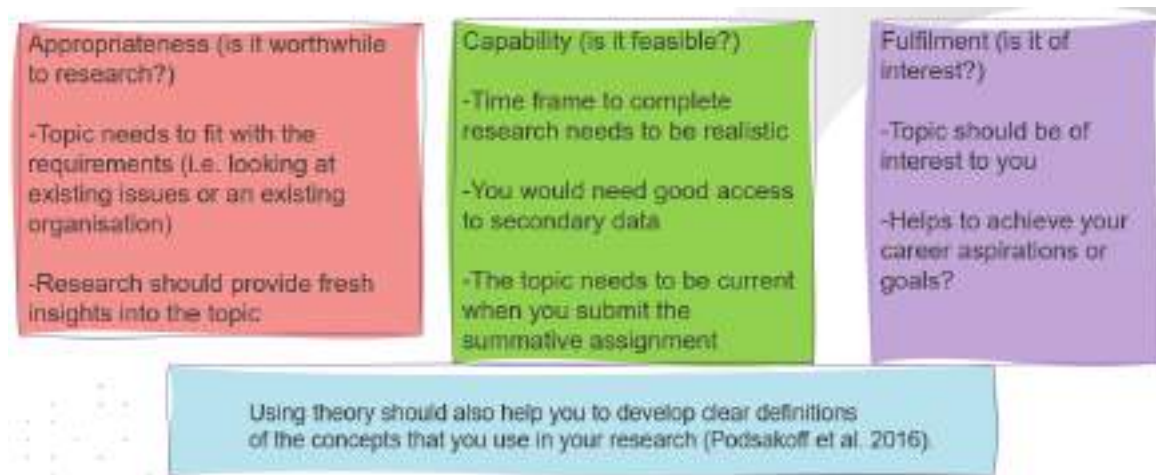 Appropriateness (is it worthwhile
to research?)
-Topic needs to fit with the
requirements (i.e. looking at
existing issues or an existing
organisation)
-Research should provide fresh
insights into the topic
Capability (is it feasible?)
-Time frame to complete
research needs to be realistic
-You would need good access
to secondary data
-The topic needs to be current
when you submit the
summative assignment
Fulfilment (is it of
interest?)
-Topic should be of
interest to you
-Helps to achieve your
career aspirations or
goals?
Using theory should also help you to develop clear definitions
of the concepts that you use in your research (Podsakoff et al. 2016).